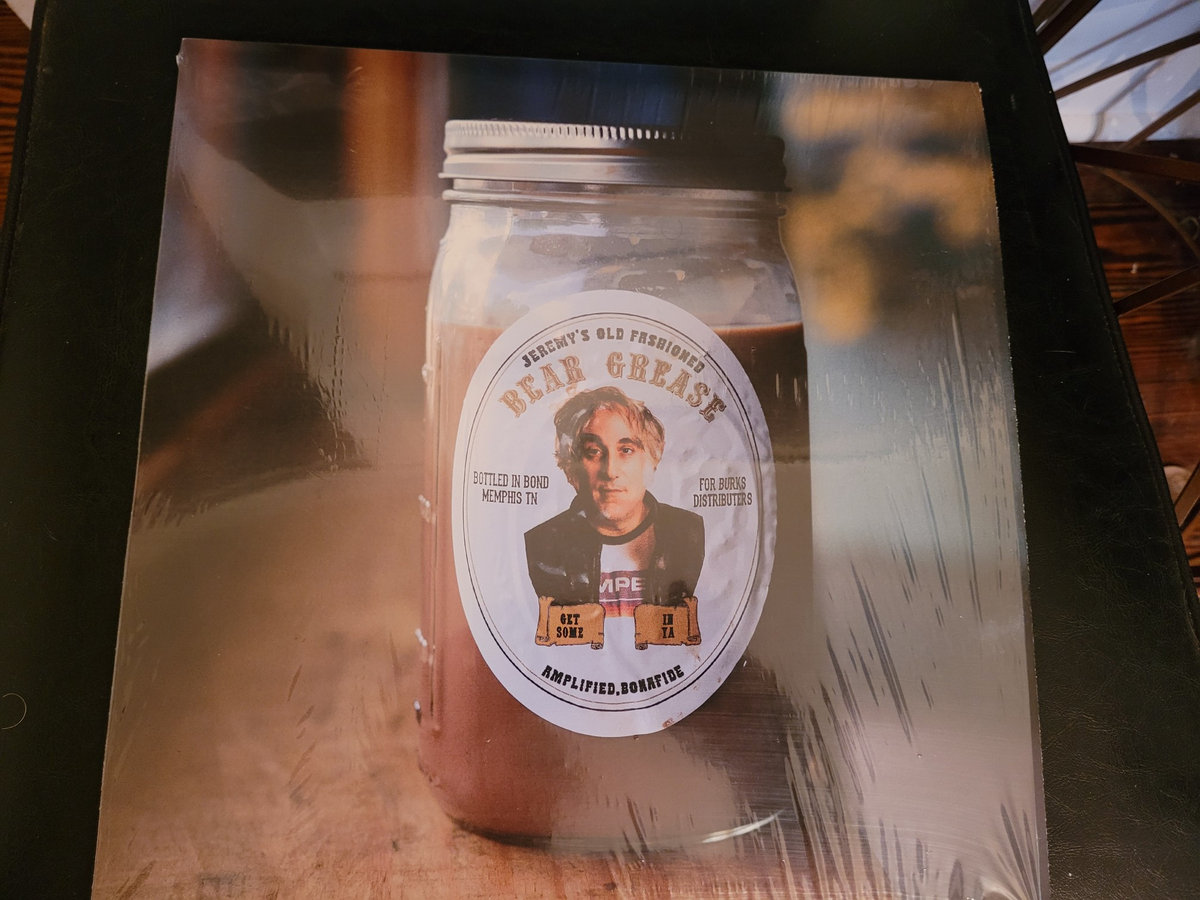 JEREMY'S OLD FASHIONED
BEAR GREASE
BOTTLED IN BOND
MEMPHIS TN
FOR BURKS
DISTRIBUTERS
MPE
GET
SOME
IN
YA
AMPLIFIED, BONAFIDE